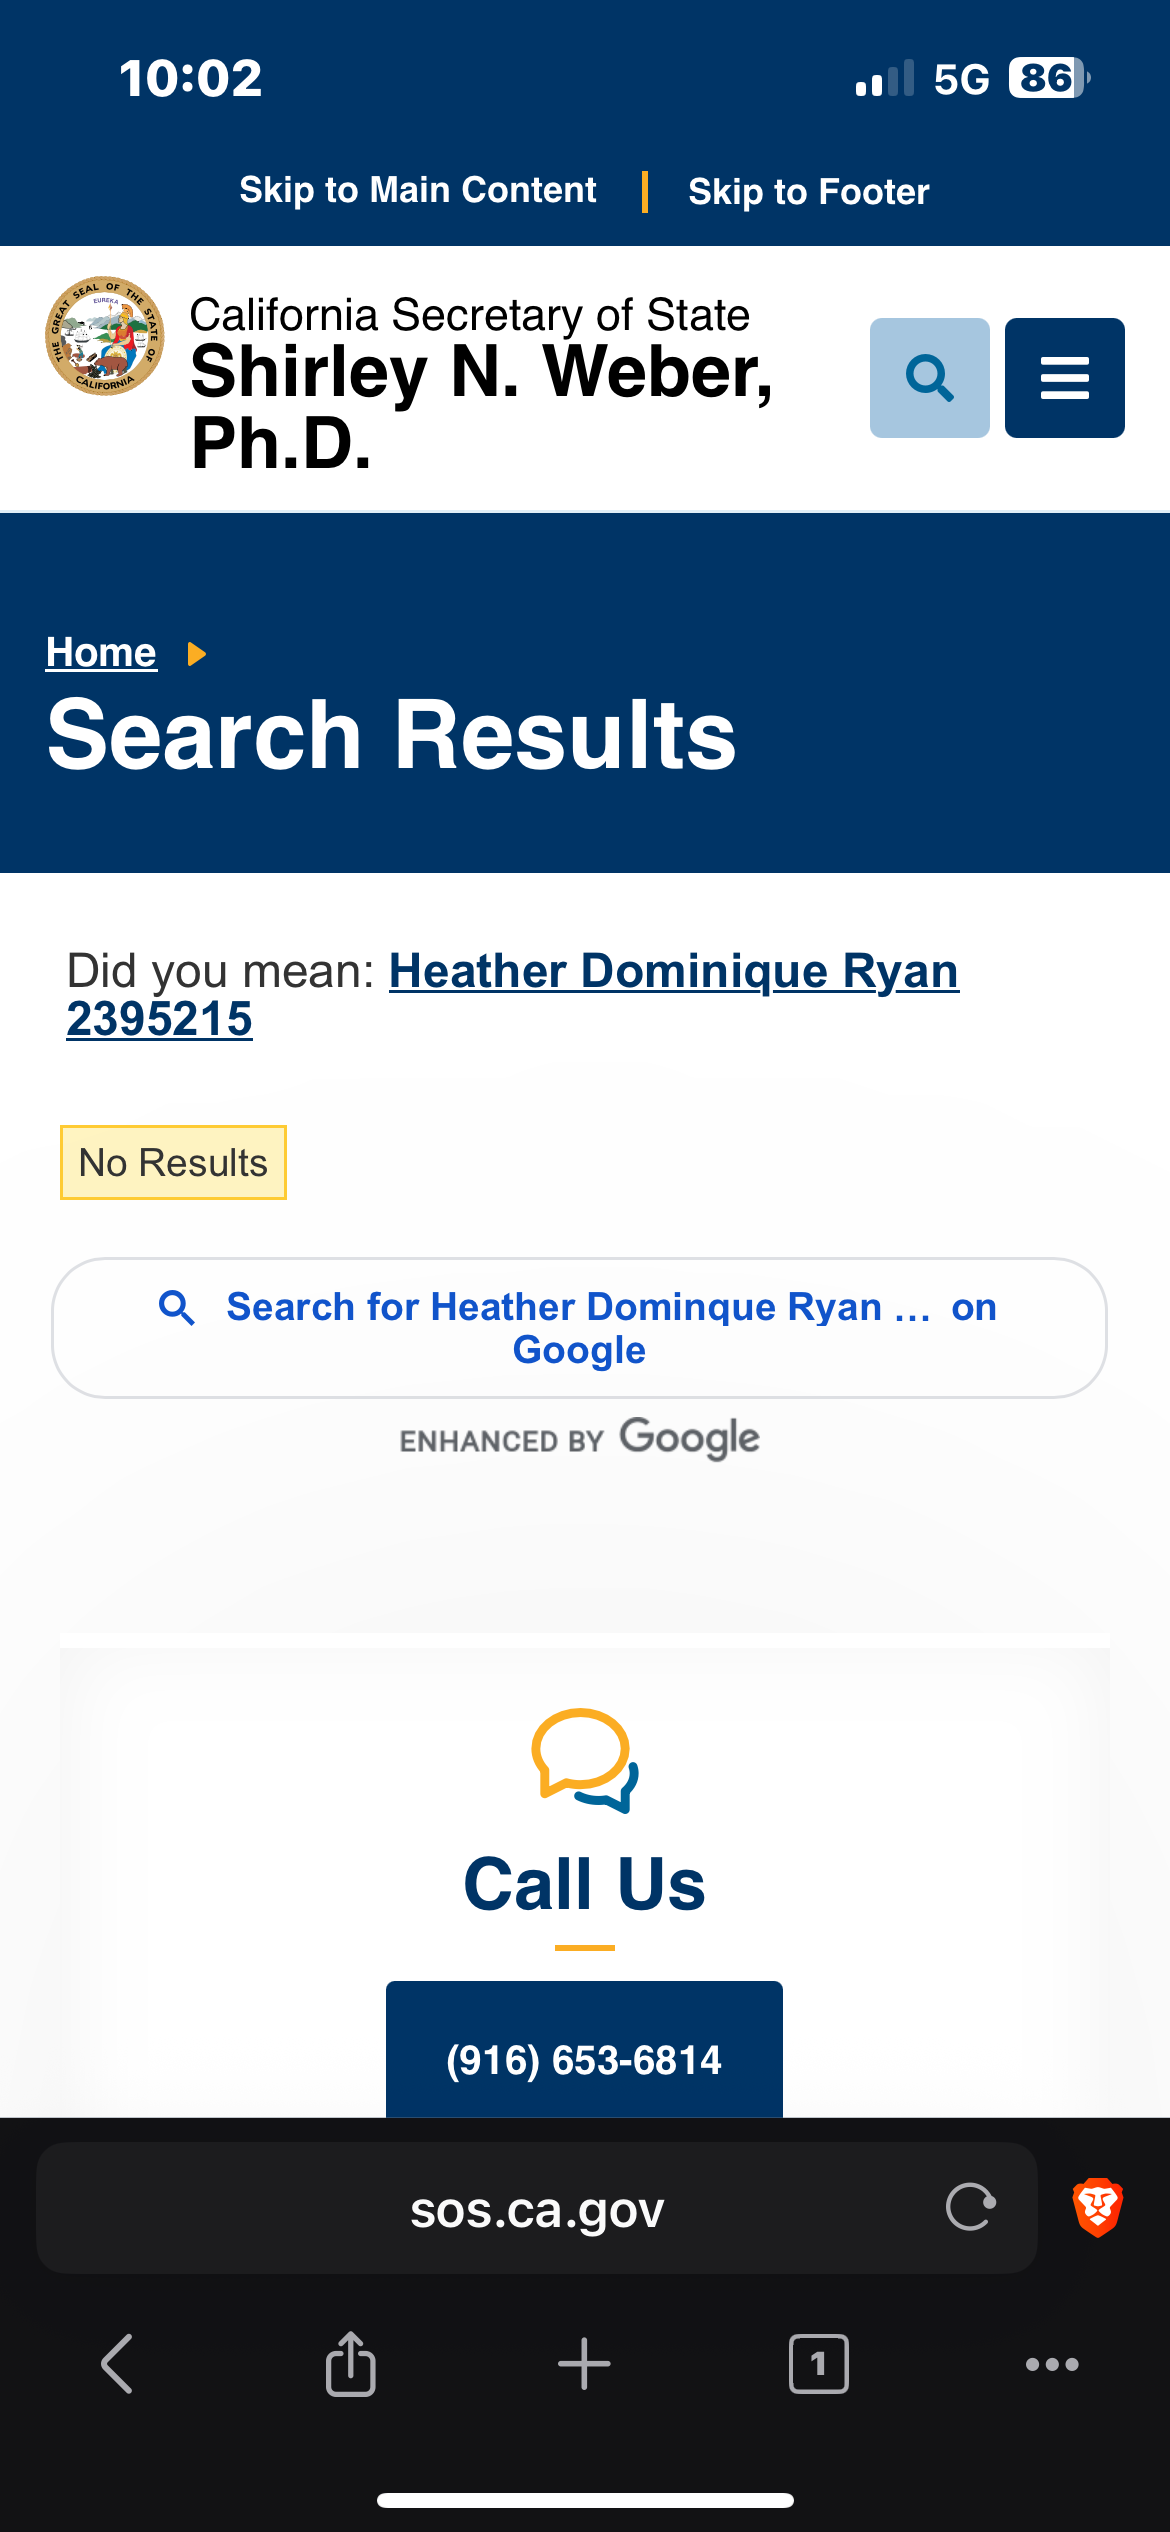 10:02
5G 86
Skip to Main Content
Skip to Footer
THE GREAT SEAL OF THE STATE OF CALIFORNIA
EUREKA
California Secretary of State
Shirley N. Weber,
Ph.D.
Home
Search Results
Did you mean: Heather Dominique Ryan
2395215
No Results
Search for Heather Dominque Ryan ... on
Google
ENHANCED BY Google
Call Us
(916) 653-6814
sos.ca.gov
1